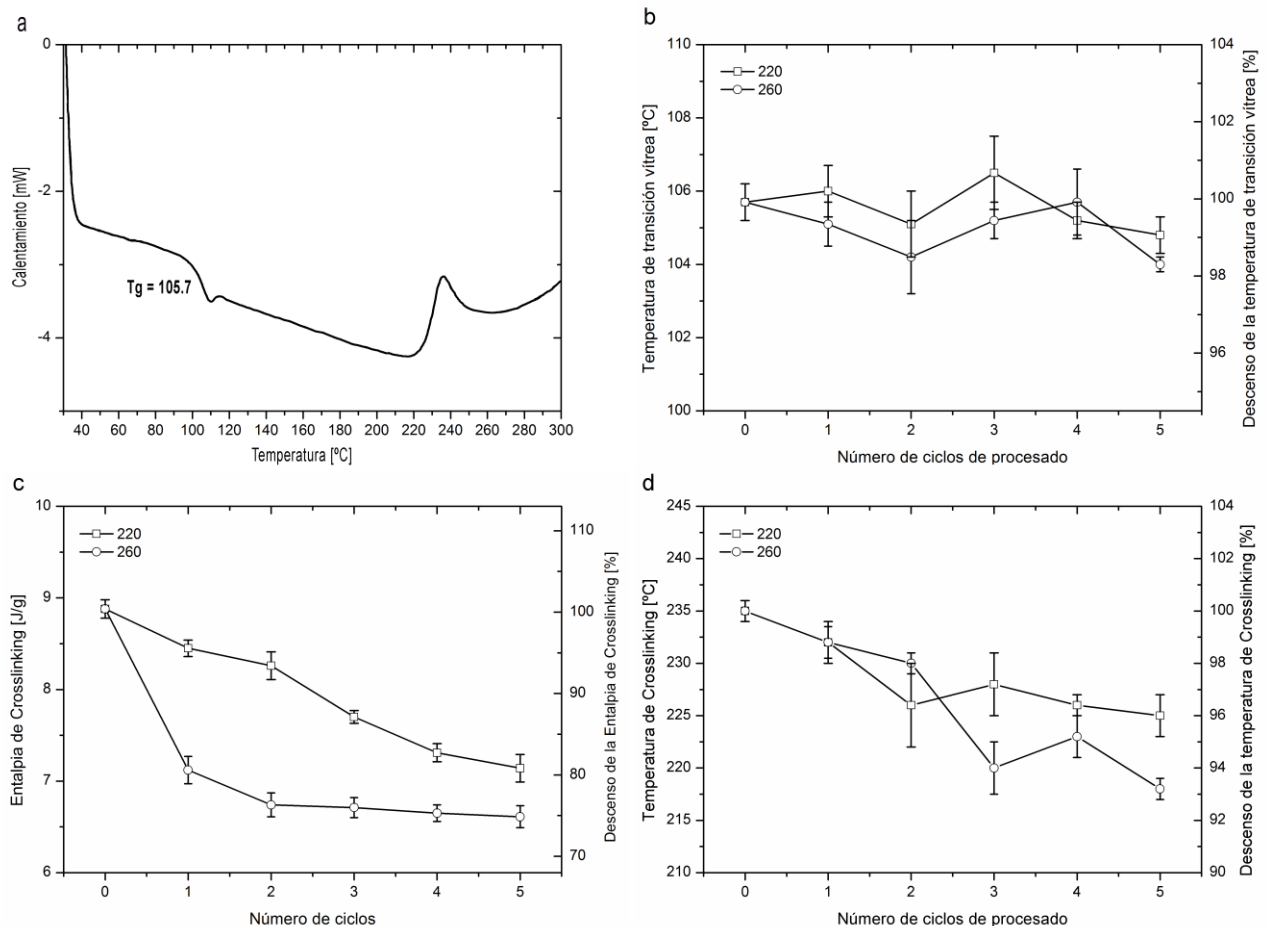 a
0
-2
-4
Calentamiento [mW]
Tg = 105.7
40 60 80 100 120 140 160 180 200 220 240 260 280 300
Temperatura [ºC]
b
110
108
106
104
102
100
Temperatura de transición vítrea [ºC]
220
260
104
102
100
98
96
Descenso de la temperatura de transición vítrea [%]
0 1 2 3 4 5
Número de ciclos de procesado
c
10
9
8
7
6
Entalpia de Crosslinking [J/g]
220
260
110
100
90
80
70
Descenso de la Entalpia de Crosslinking [%]
0 1 2 3 4 5
Número de ciclos
d
245
240
235
230
225
220
215
210
Temperatura de Crosslinking [ºC]
220
260
104
102
100
98
96
94
92
90
Descenso de la temperatura de Crosslinking [%]
0 1 2 3 4 5
Número de ciclos de procesado